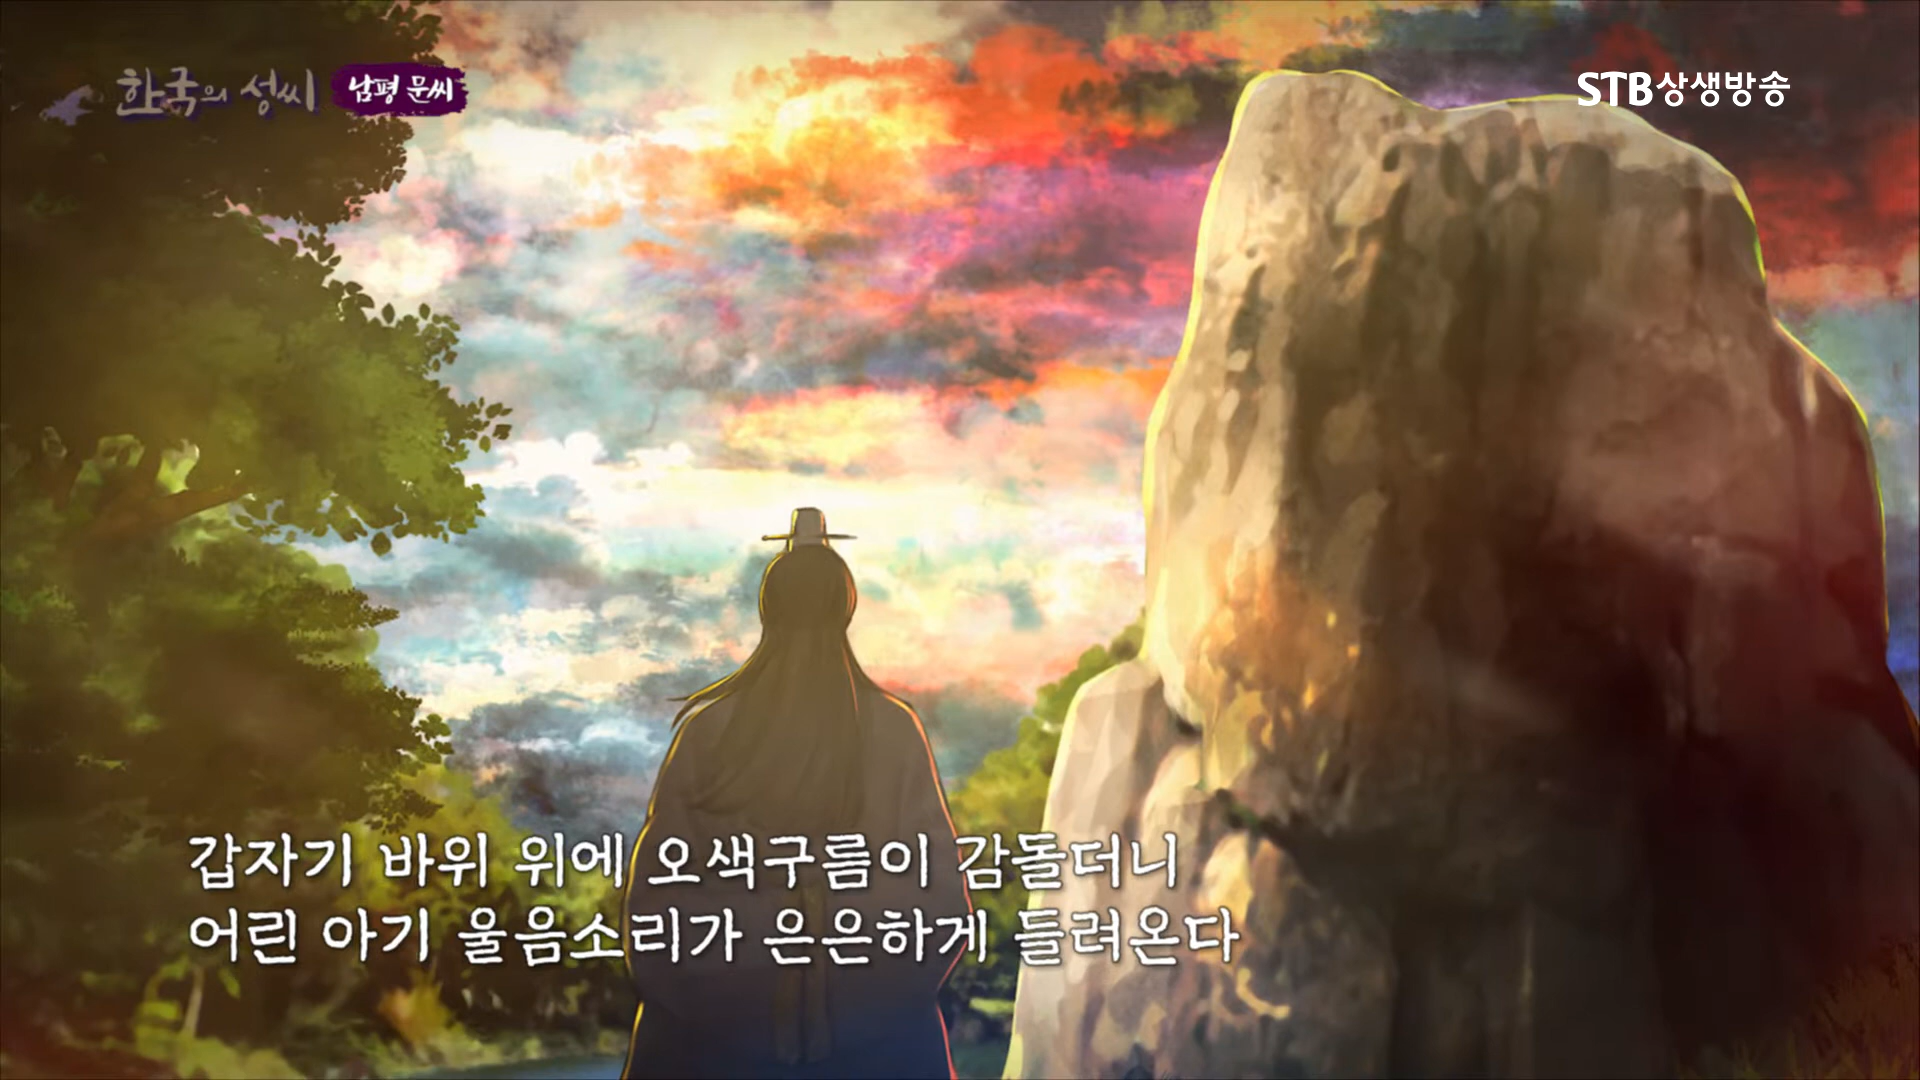 한국의 성씨 남평 문씨
STB상생방송
갑자기 바위 위에 오색구름이 감돌더니
어린 아기 울음소리가 은은하게 들려온다